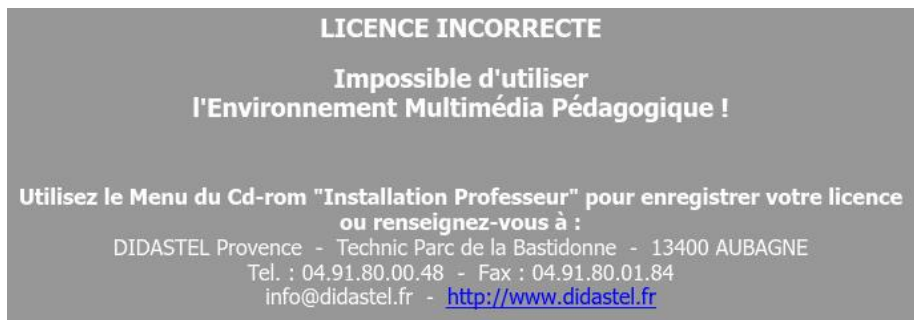 LICENCE INCORRECTE
Impossible d'utiliser
l'Environnement Multimédia Pédagogique !
Utilisez le Menu du Cd-rom "Installation Professeur" pour enregistrer votre licence
ou renseignez-vous à :
DIDASTEL Provence - Technic Parc de la Bastidonne - 13400 AUBAGNE
Tel. : 04.91.80.00.48 - Fax : 04.91.80.01.84
info@didastel.fr - http://www.didastel.fr